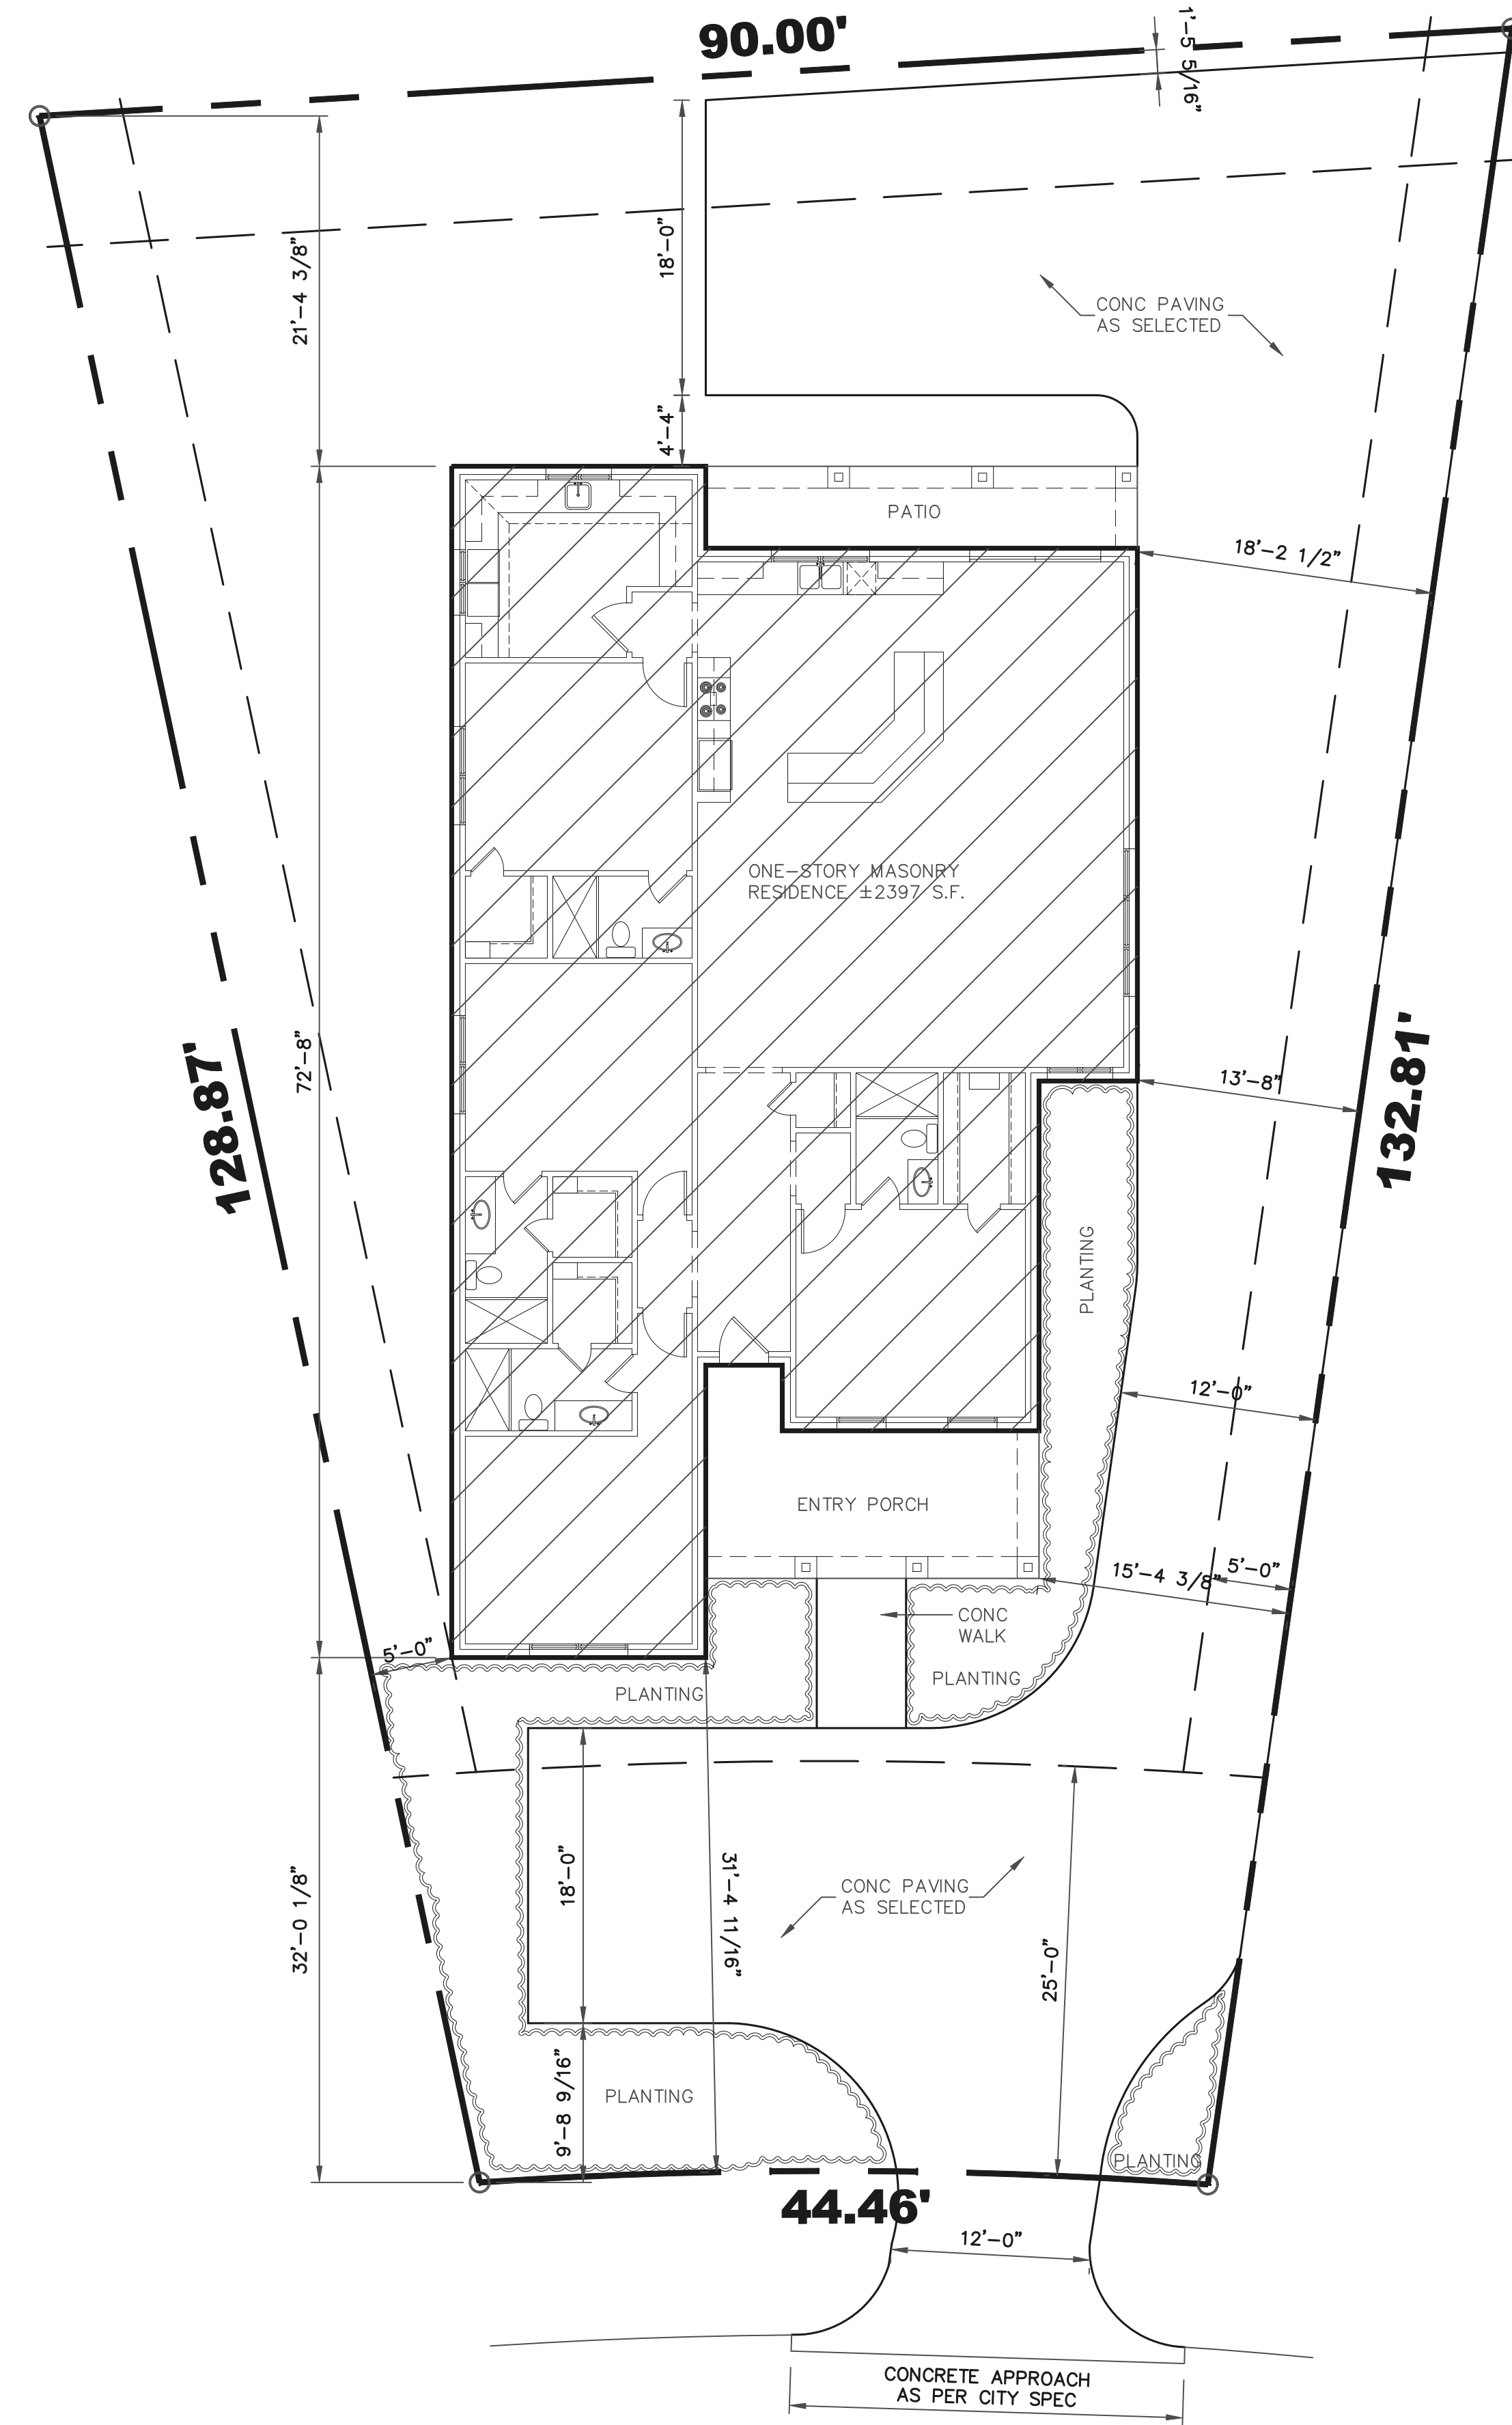 90.00'
1'-5 5/16"
21'-4 3/8"
18'-0"
CONC PAVING
AS SELECTED
4'-4"
PATIO
18'-2 1/2"
ONE-STORY MASONRY
RESIDENCE ±2397 S.F.
72'-8"
128.87'
132.81'
13'-8"
PLANTING
12'-0"
ENTRY PORCH
15'-4 3/8"
5'-0"
CONC
WALK
5'-0"
PLANTING
PLANTING
18'-0"
31'-4 11/16"
CONC PAVING
AS SELECTED
25'-0"
32'-0 1/8"
9'-8 9/16"
PLANTING
PLANTING
44.46'
12'-0"
CONCRETE APPROACH
AS PER CITY SPEC